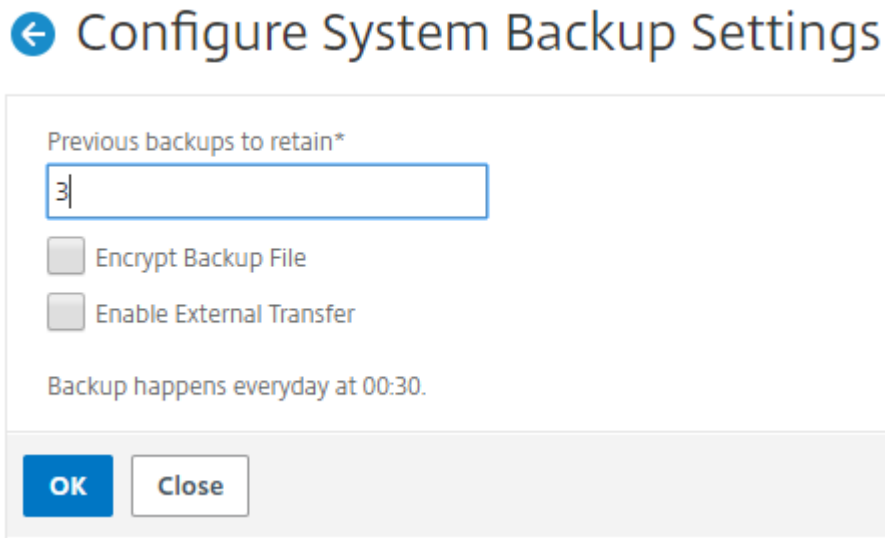 Configure System Backup Settings
Previous backups to retain*
3
Encrypt Backup File
Enable External Transfer
Backup happens everyday at 00:30.
OK Close